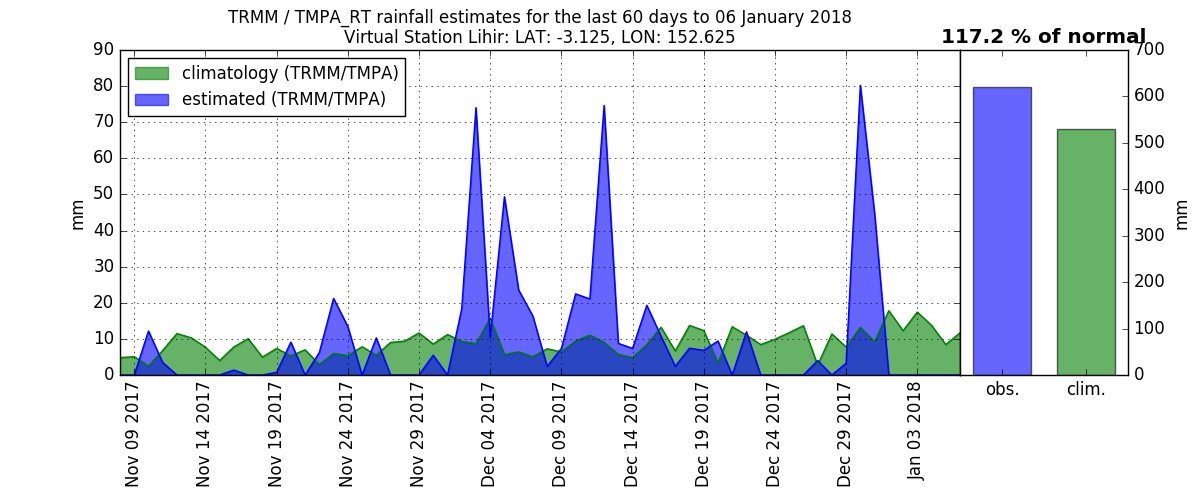 TRMM / TMPA_RT rainfall estimates for the last 60 days to 06 January 2018
Virtual Station Lihir: LAT: -3.125, LON: 152.625
117.2 % of normal
climatology (TRMM/TMPA)
estimated (TRMM/TMPA)
mm
90
80
70
60
50
40
30
20
10
0
Nov 09 2017
Nov 14 2017
Nov 19 2017
Nov 24 2017
Nov 29 2017
Dec 04 2017
Dec 09 2017
Dec 14 2017
Dec 19 2017
Dec 24 2017
Dec 29 2017
Jan 03 2018
obs.
clim.
700
600
500
400
300
200
100
0
mm